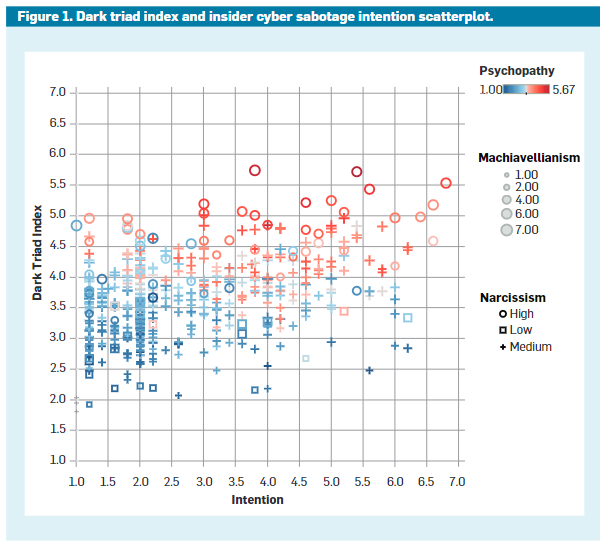 Figure 1. Dark triad index and insider cyber sabotage intention scatterplot.
Psychopathy
1.00 5.67
Machiavellianism
1.00
2.00
4.00
6.00
7.00
Narcissism
High
Low
Medium
Dark Triad Index
7.0
6.5
6.0
5.5
5.0
4.5
4.0
3.5
3.0
2.5
2.0
1.5
1.0
1.0 1.5 2.0 2.5 3.0 3.5 4.0 4.5 5.0 5.5 6.0 6.5 7.0
Intention